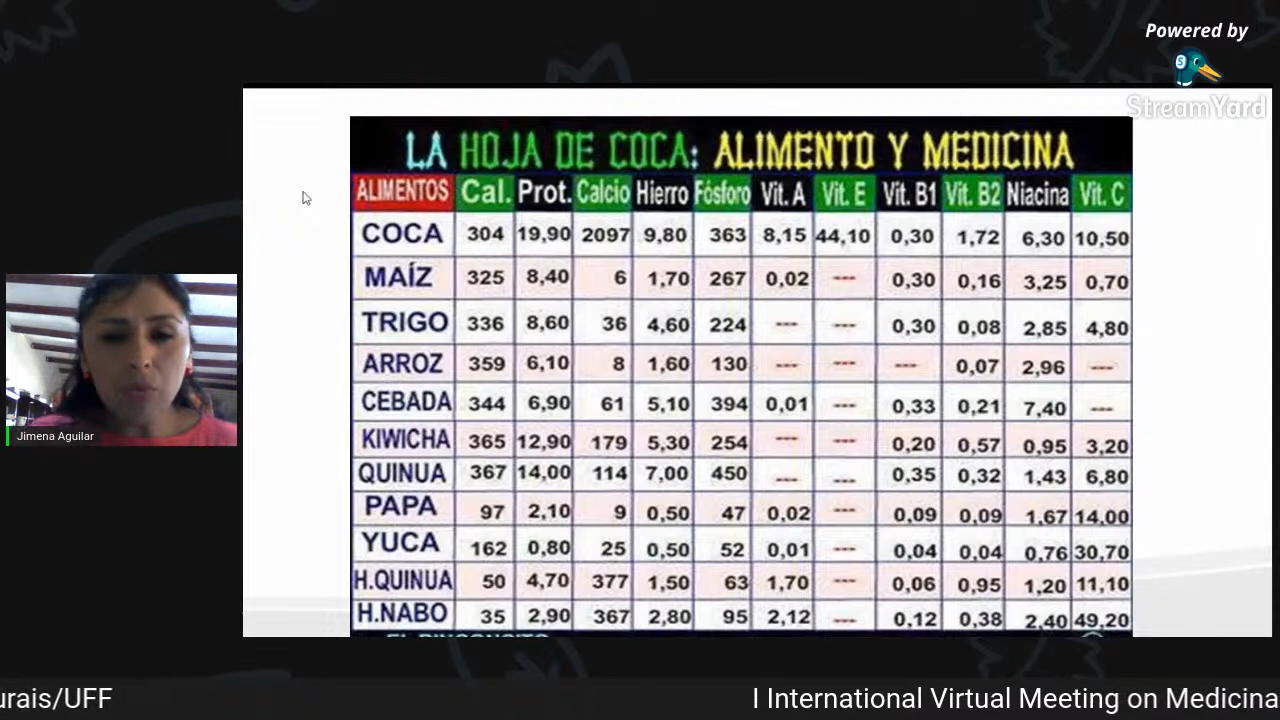 Powered by
StreamYard
LA HOJA DE COCA: ALIMENTO Y MEDICINA
ALIMENTOS Cal. Prot. Calcio Hierro Fósforo Vit. A Vit. E Vit. B1 Vit. B2 Niacina Vit. C
COCA 304 19,90 2097 9,80 363 8,15 44,10 0,30 1,72 6,30 10,50
MAÍZ 325 8,40 6 1,70 267 0,02 --- 0,30 0,16 3,25 0,70
TRIGO 336 8,60 36 4,60 224 --- --- 0,30 0,08 2,85 4,80
ARROZ 359 6,10 8 1,60 130 --- --- --- 0,07 2,96 ---
CEBADA 344 6,90 61 5,10 394 0,01 --- 0,33 0,21 7,40 ---
KIWICHA 365 12,90 179 5,30 254 --- --- 0,20 0,57 0,95 3,20
QUINUA 367 14,00 114 7,00 450 --- --- 0,35 0,32 1,43 6,80
PAPA 97 2,10 9 0,50 47 0,02 --- 0,09 0,09 1,67 14,00
YUCA 162 0,80 25 0,50 52 0,01 --- 0,04 0,04 0,76 30,70
H.QUINUA 50 4,70 377 1,50 63 1,70 --- 0,06 0,95 1,20 11,10
H.NABO 35 2,90 367 2,80 95 2,12 --- 0,12 0,38 2,40 49,20
Jimena Aguilar
urais/UFF I International Virtual Meeting on Medicina